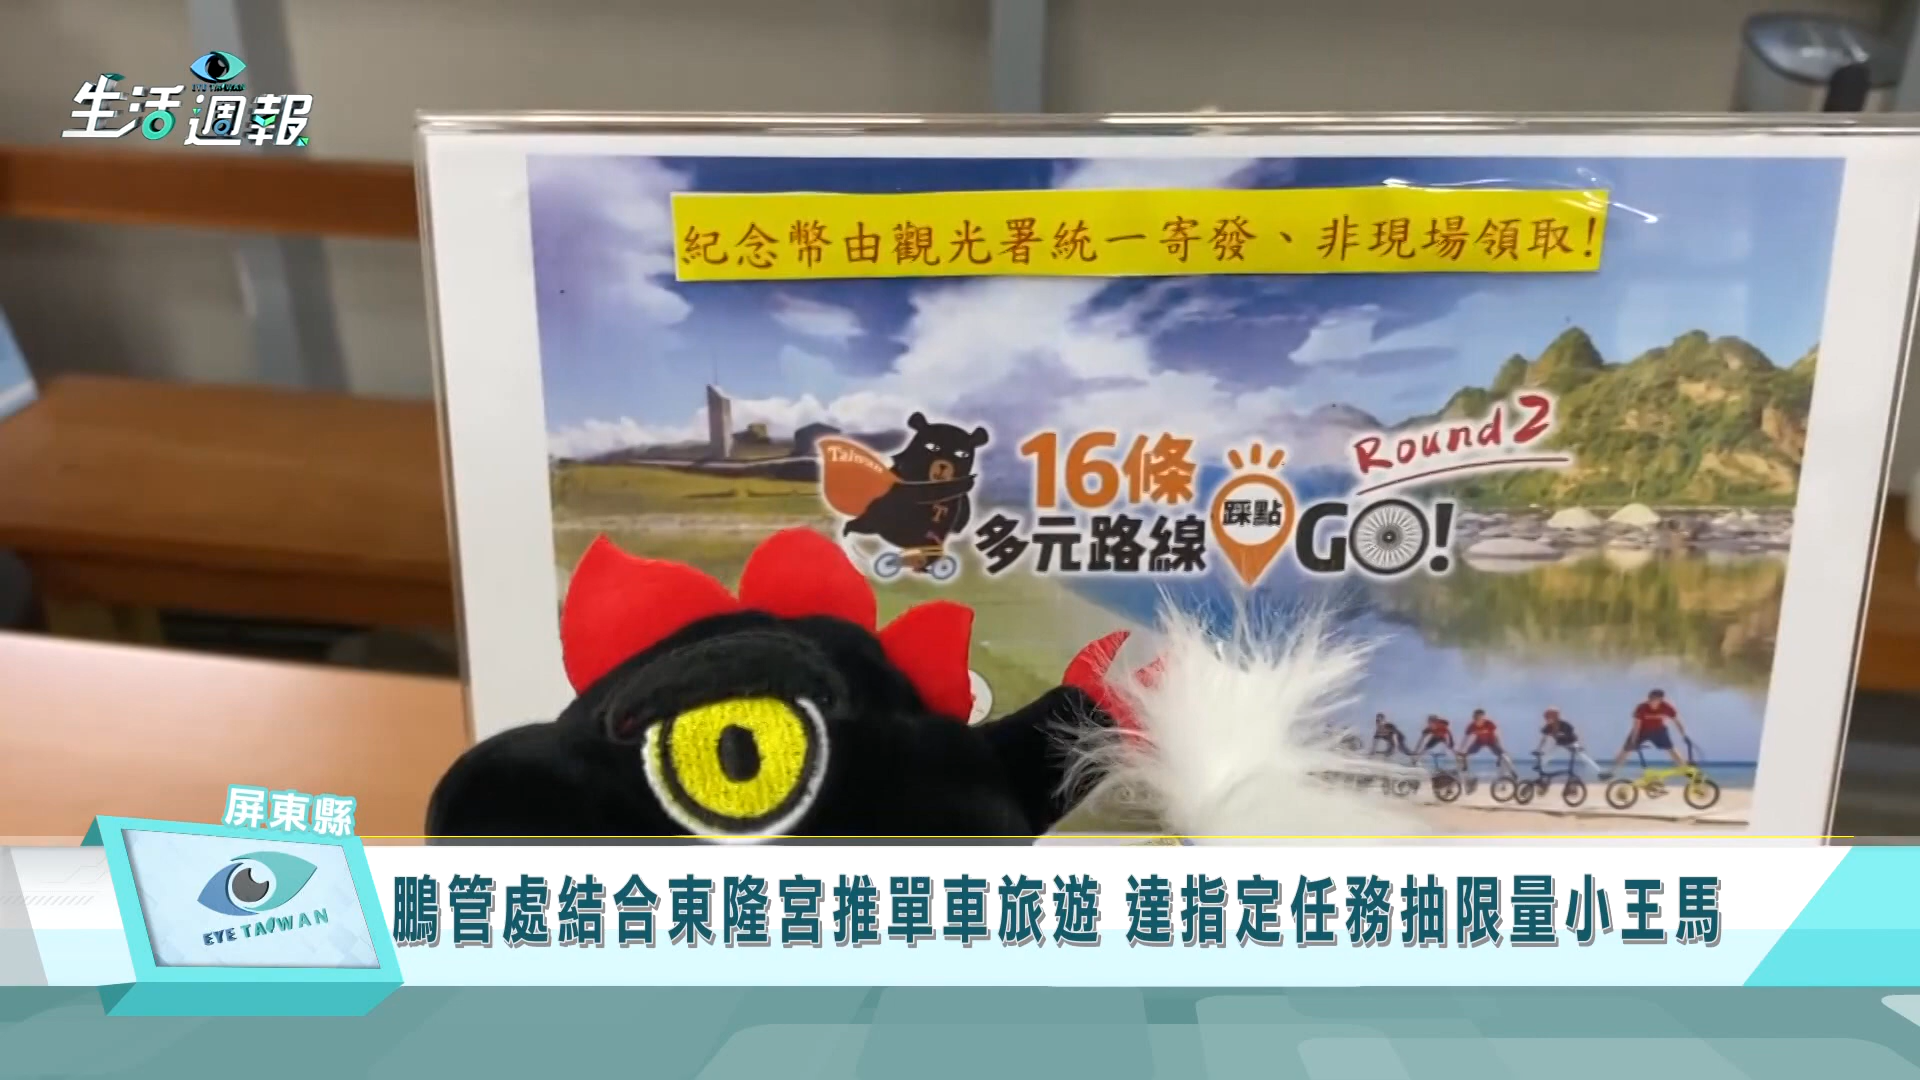 生活週報
紀念幣由觀光署統一寄發、非現場領取!
Taiwan
T
16條
多元路線
踩點
GO!
Round 2
屏東縣
EYE TAIWAN
鵬管處結合東隆宮推單車旅遊 達指定任務抽限量小王馬